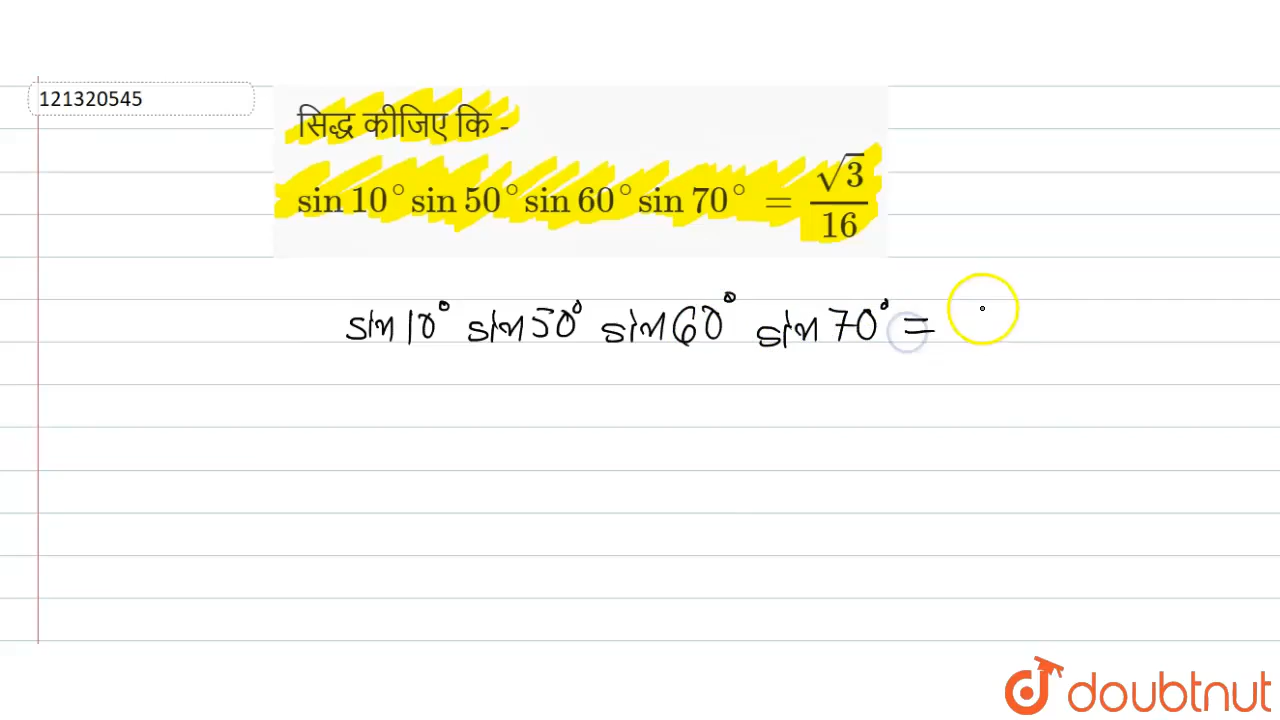 121320545
सिद्ध कीजिए कि -
sin 10° sin 50° sin 60° sin 70° = √3/16
sin 10° sin 50° sin 60° sin 70° =
doubtnut